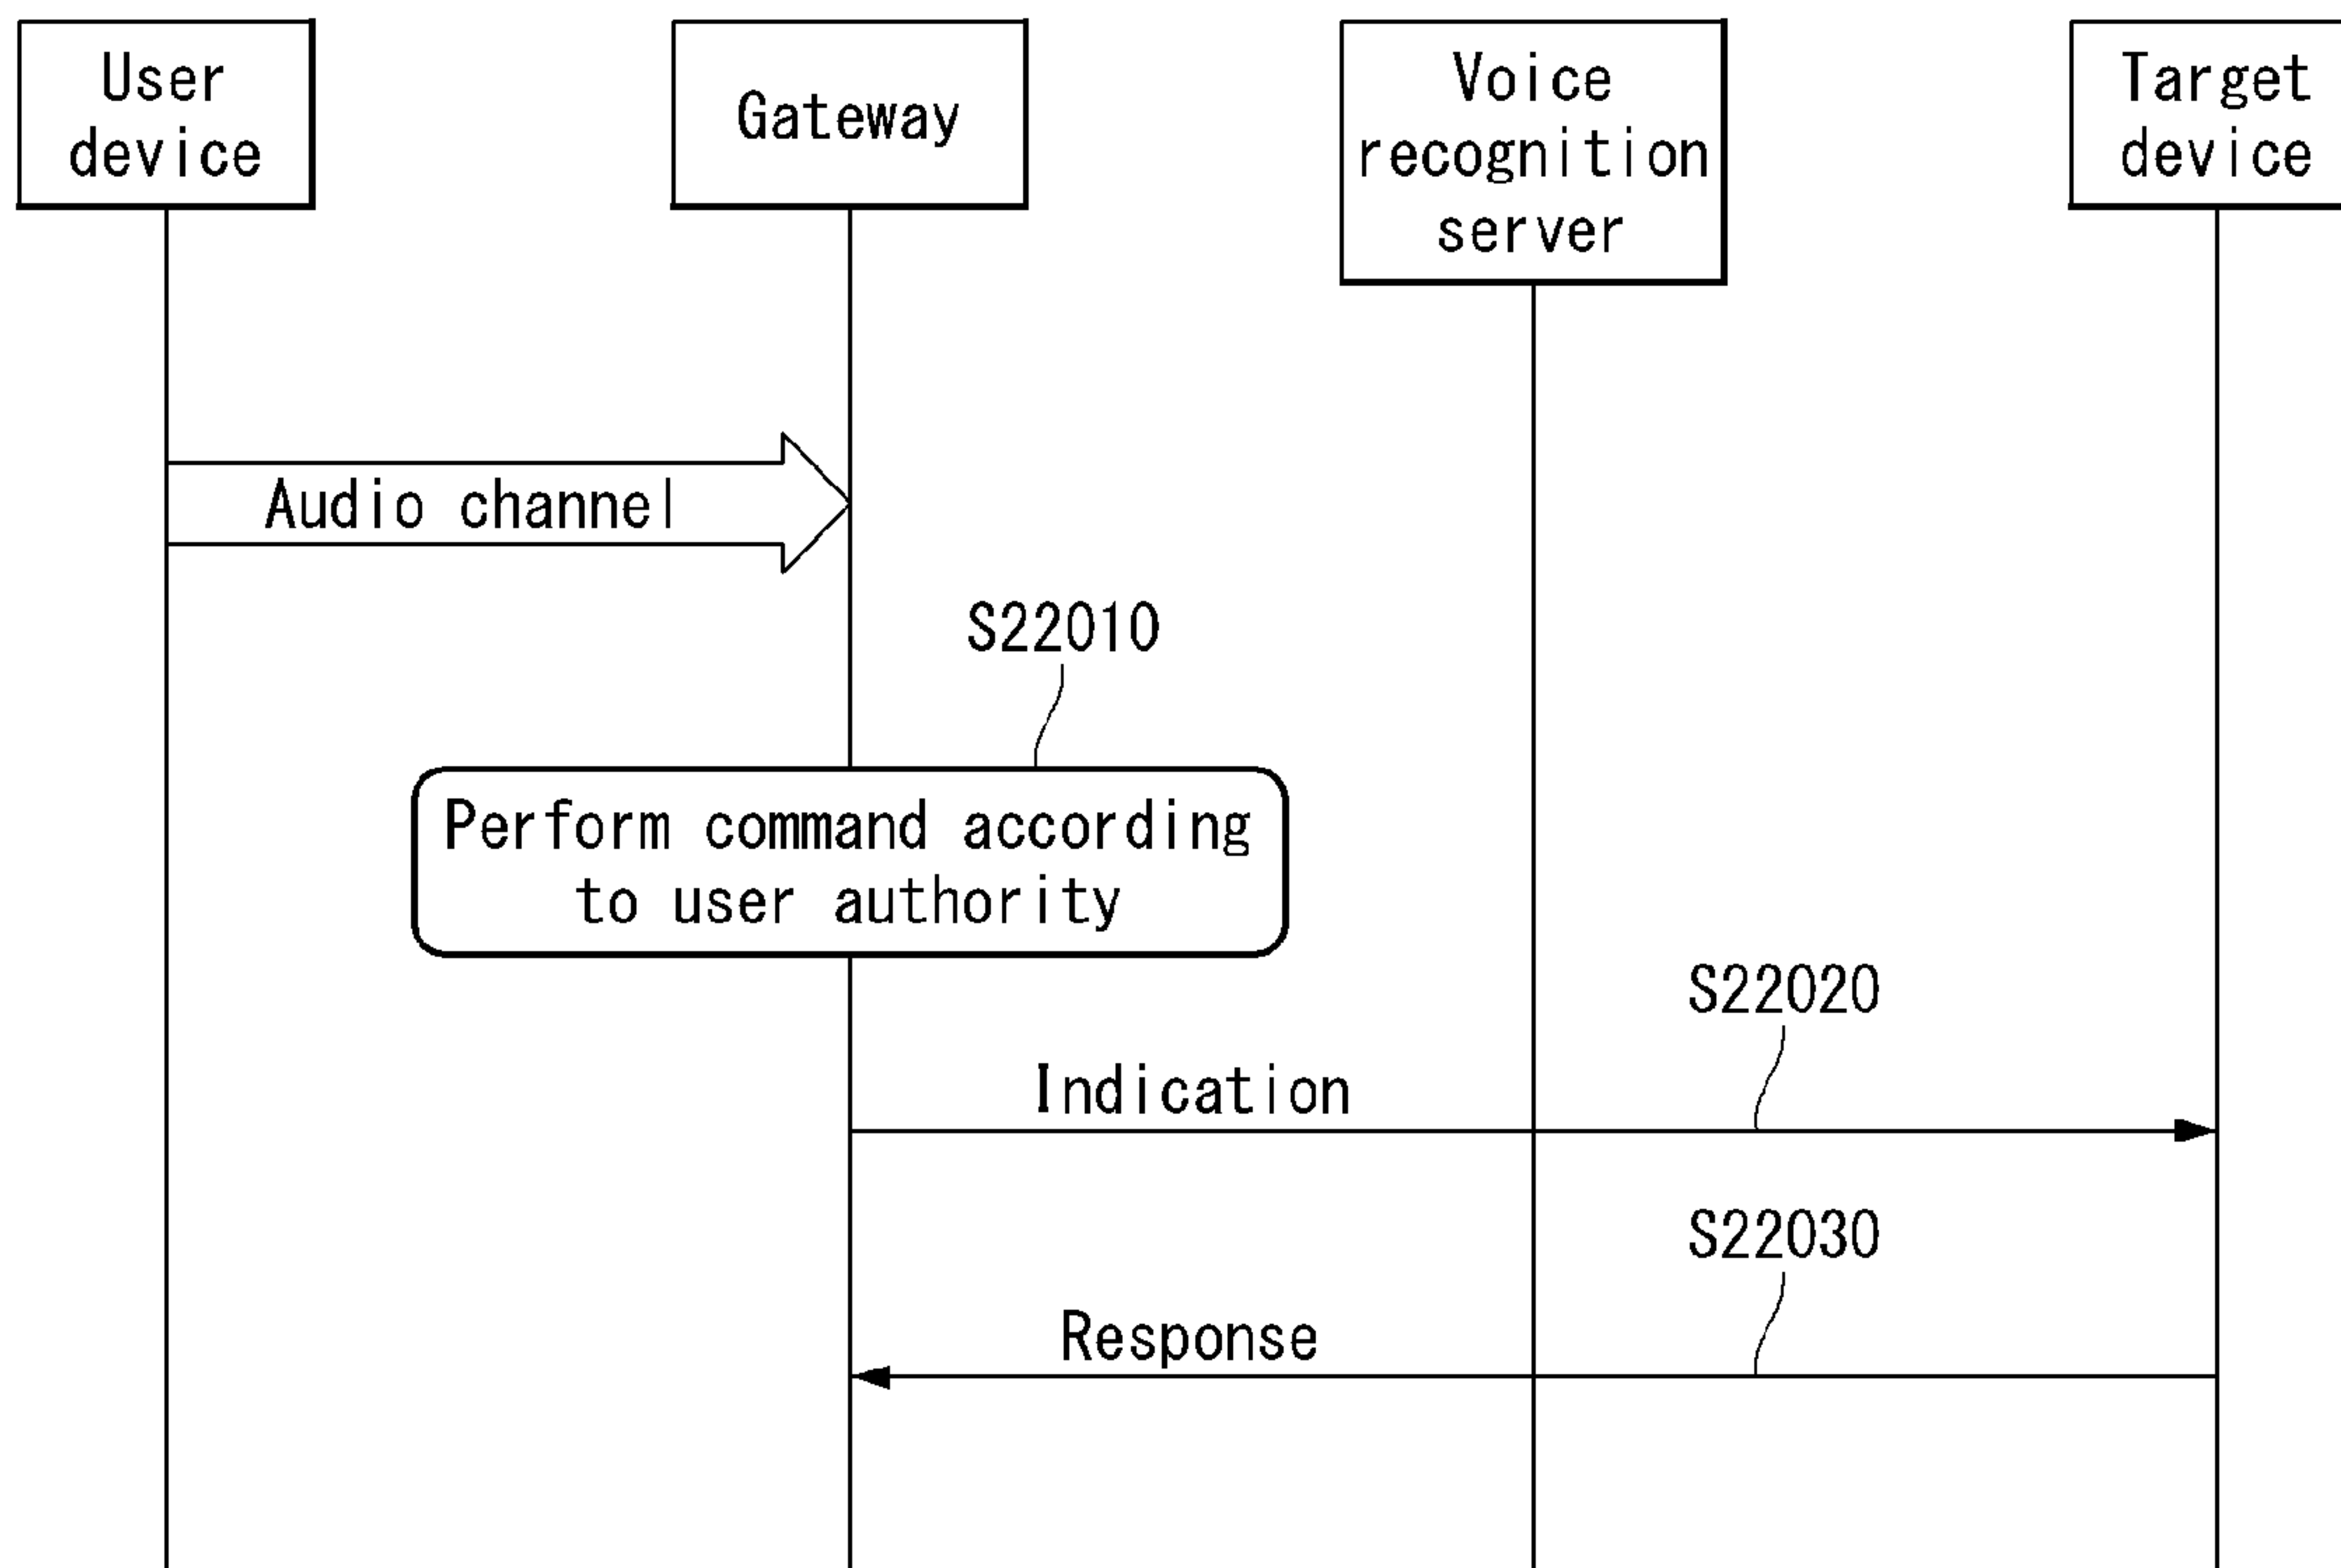 User
device
Gateway
Voice
recognition
server
Target
device
Audio channel
S22010
Perform command according
to user authority
S22020
Indication
S22030
Response